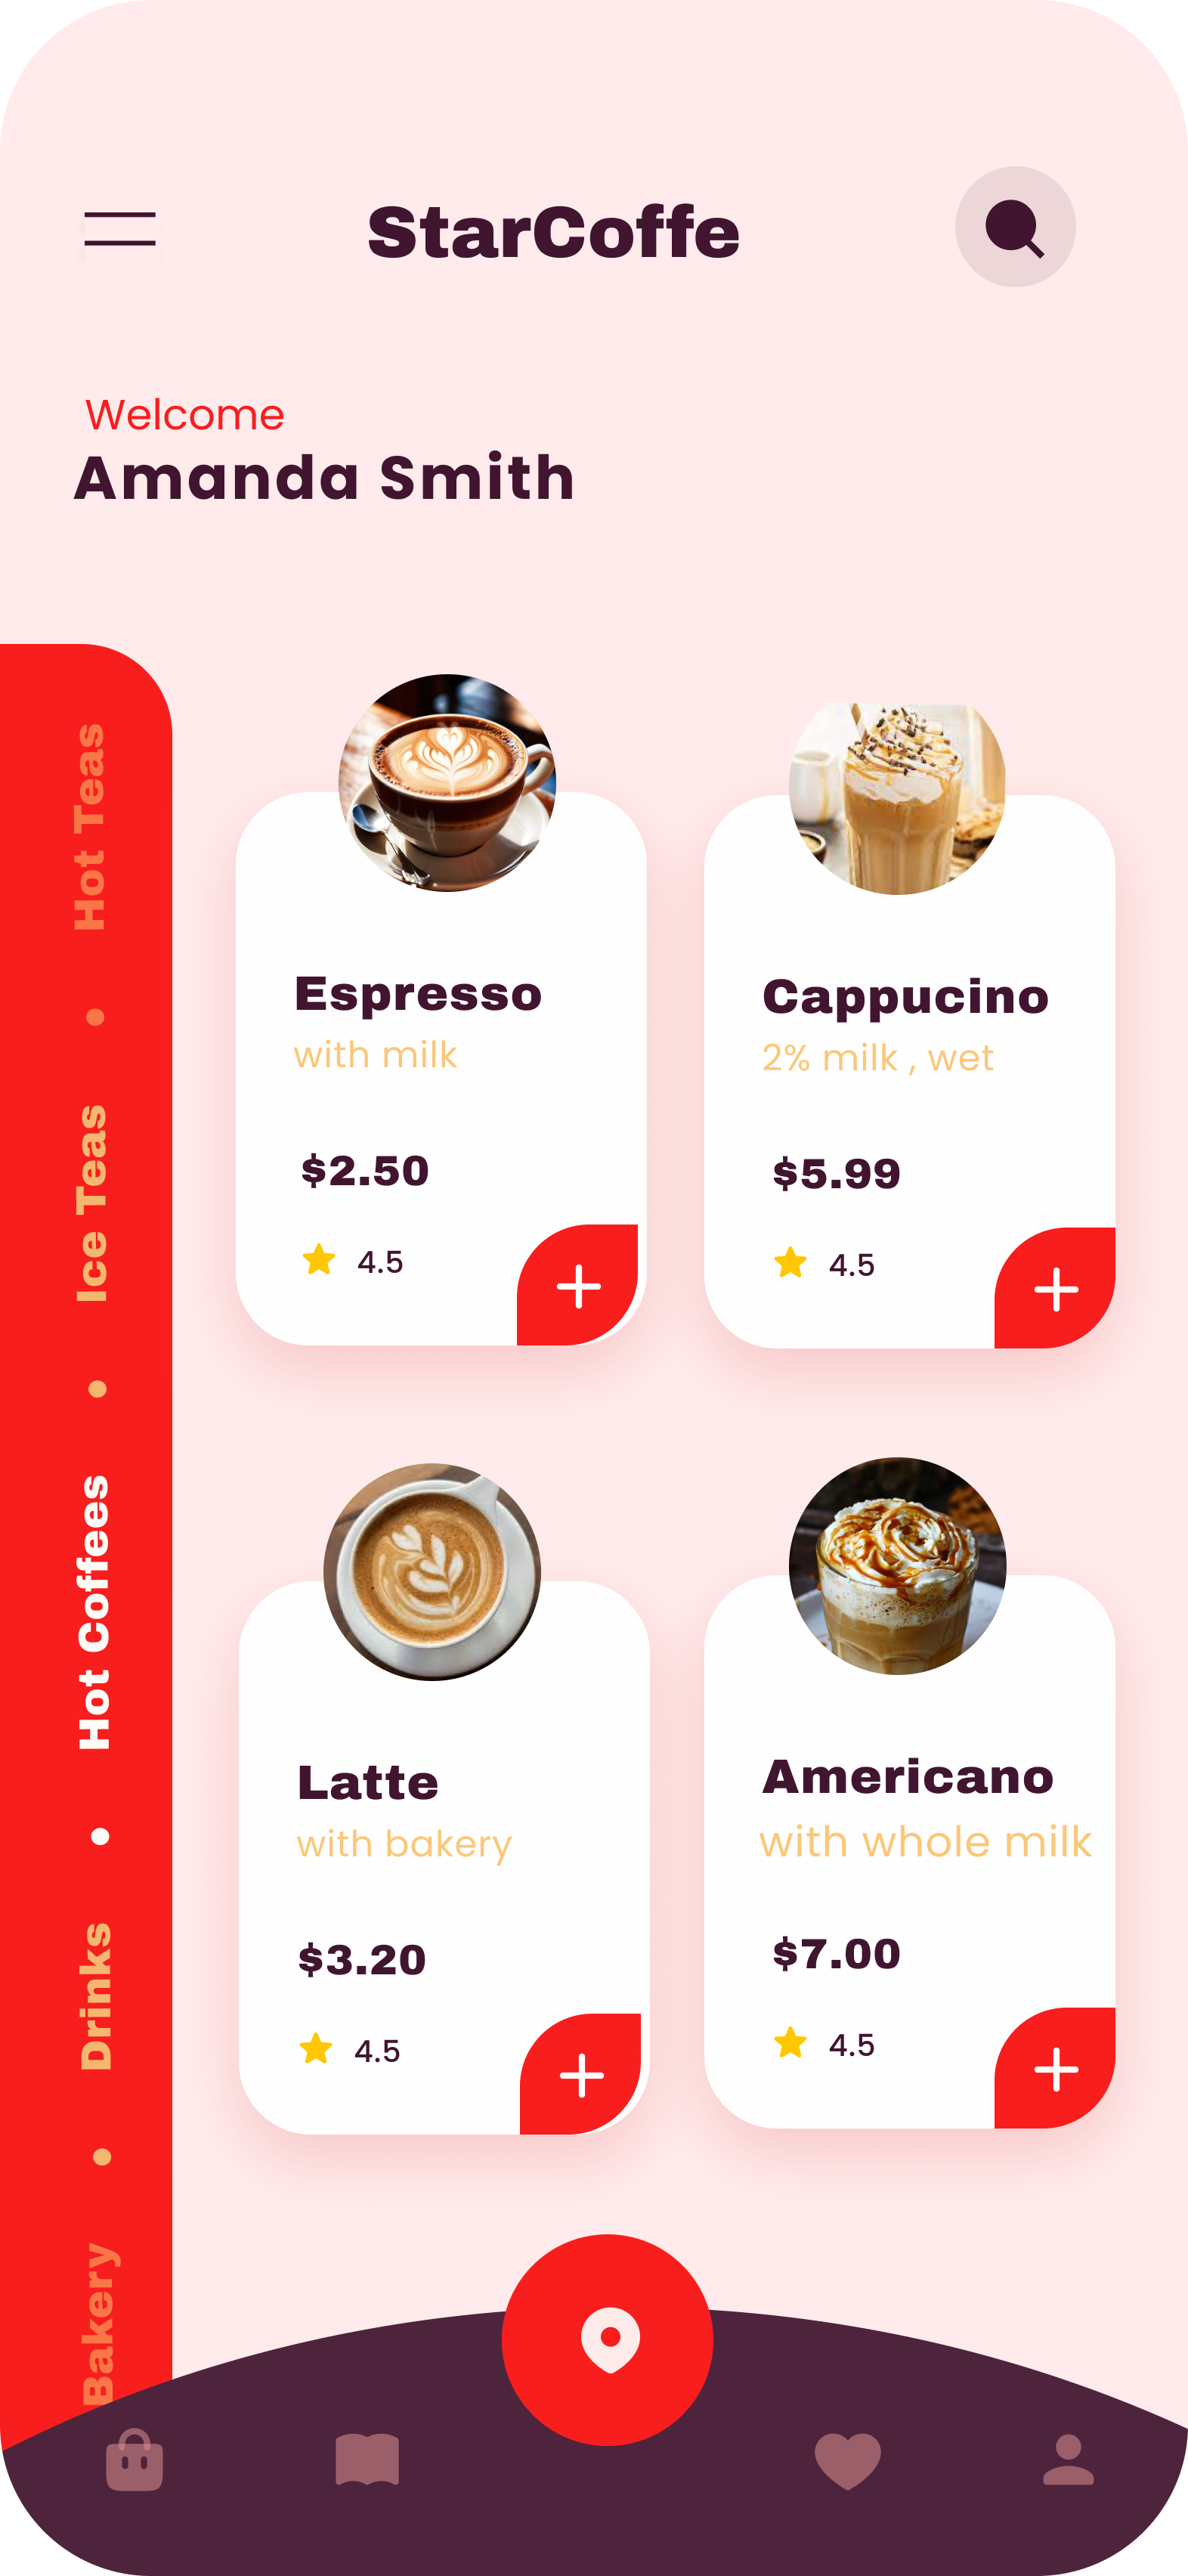 StarCoffe
Welcome
Amanda Smith
Hot Teas
Ice Teas
Hot Coffees
Drinks
Bakery
Espresso
with milk
$2.50
4.5
Cappucino
2% milk , wet
$5.99
4.5
Latte
with bakery
$3.20
4.5
Americano
with whole milk
$7.00
4.5